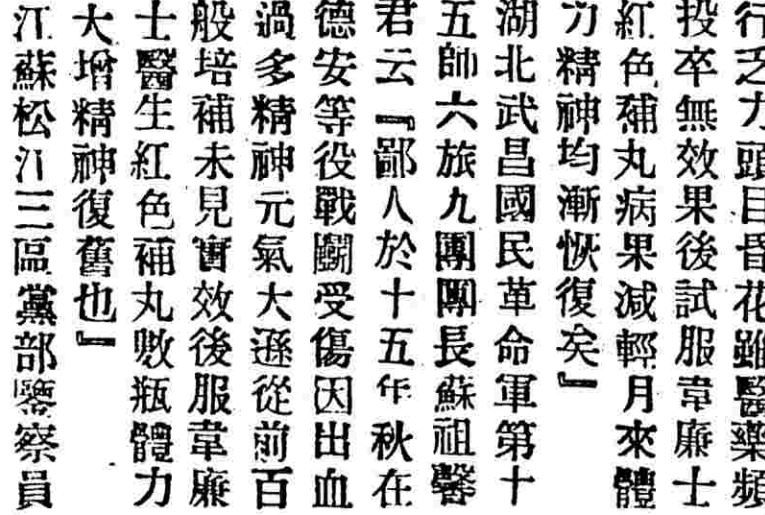 行乏力頭目昏花雖醫藥頻
投卒無效果後試服韋廉士
紅色補丸病果減輕月來體
力精神均漸恢復矣』
湖北武昌國民革命軍第十
五帥六旅九團團長蘇祖馨
君云『鄙人於十五年秋在
德安等役戰鬭受傷因出血
過多精神元氣大遜從前百
般培補未見實效後服韋廉
士醫生紅色補丸數瓶體力
大增精神復舊也』
江蘇松江三區黨部監察員